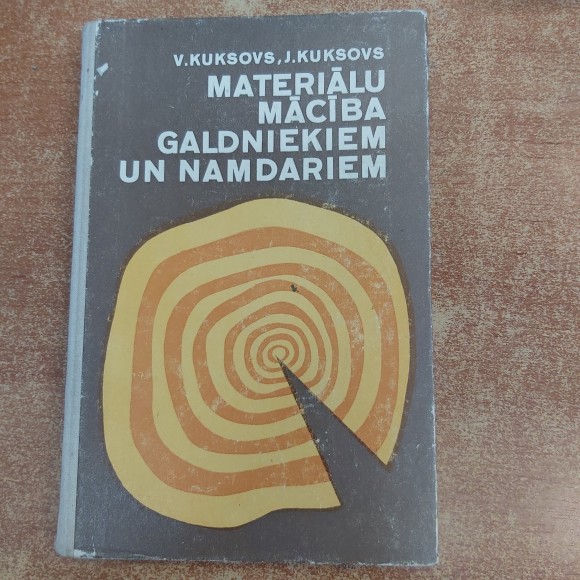 V.KUKSOVS, J.KUKSOVS
MATERIĀLU
MĀCĪBA
GALDNIEKIEM
UN NAMDARIEM